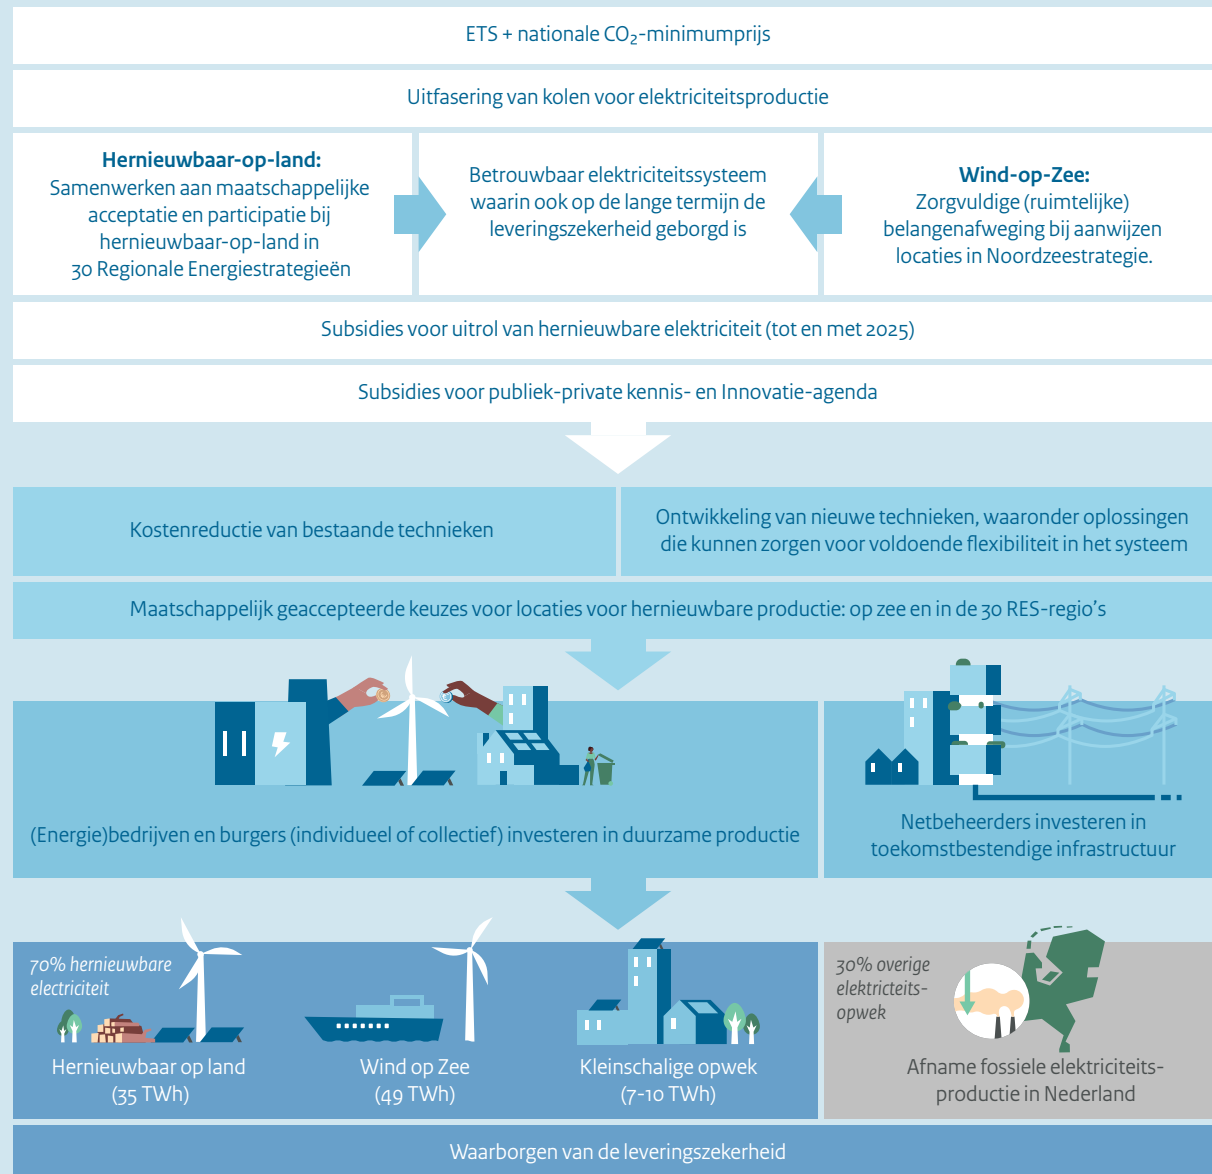 ETS + nationale CO₂-minimumprijs
Uitfasering van kolen voor elektriciteitsproductie
Hernieuwbaar-op-land:
Samenwerken aan maatschappelijke
acceptatie en participatie bij
hernieuwbaar-op-land in
30 Regionale Energiestrategieën
Betrouwbaar elektriciteitssysteem
waarin ook op de lange termijn de
leveringszekerheid geborgd is
Wind-op-Zee:
Zorgvuldige (ruimtelijke)
belangenafweging bij aanwijzen
locaties in Noordzeestrategie.
Subsidies voor uitrol van hernieuwbare elektriciteit (tot en met 2025)
Subsidies voor publiek-private kennis- en Innovatie-agenda
Kostenreductie van bestaande technieken
Ontwikkeling van nieuwe technieken, waaronder oplossingen
die kunnen zorgen voor voldoende flexibiliteit in het systeem
Maatschappelijk geaccepteerde keuzes voor locaties voor hernieuwbare productie: op zee en in de 30 RES-regio's
(Energie)bedrijven en burgers (individueel of collectief) investeren in duurzame productie
Netbeheerders investeren in
toekomstbestendige infrastructuur
70% hernieuwbare
electriciteit
Hernieuwbaar op land
(35 TWh)
Wind op Zee
(49 TWh)
Kleinschalige opwek
(7-10 TWh)
30% overige
elektricteits-
opwek
Afname fossiele elektriciteits-
productie in Nederland
Waarborgen van de leveringszekerheid